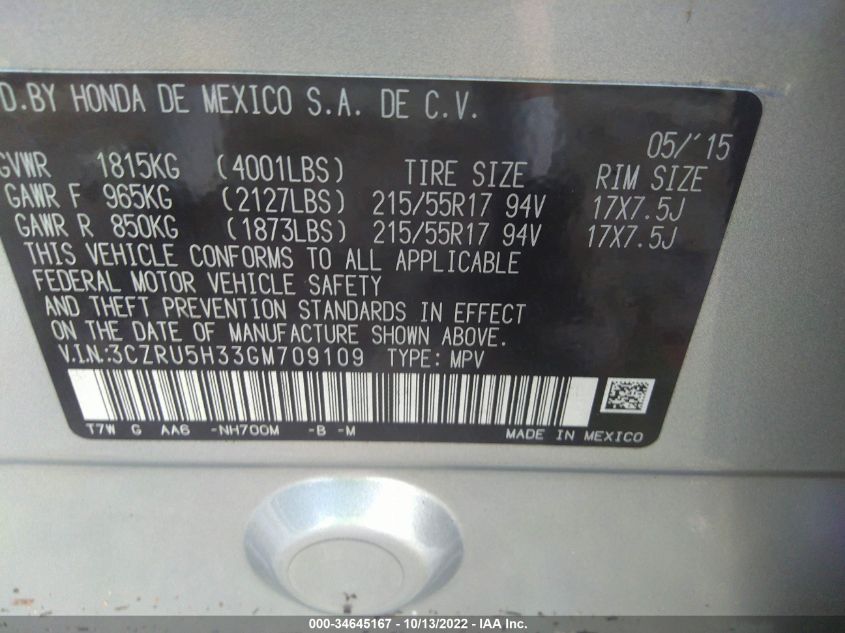 D.BY HONDA DE MEXICO S.A. DE C.V.
05/'15
GVWR 1815KG (4001LBS) TIRE SIZE RIM SIZE
GAWR F 965KG (2127LBS) 215/55R17 94V 17X7.5J
GAWR R 850KG (1873LBS) 215/55R17 94V 17X7.5J
THIS VEHICLE CONFORMS TO ALL APPLICABLE
FEDERAL MOTOR VEHICLE SAFETY
AND THEFT PREVENTION STANDARDS IN EFFECT
ON THE DATE OF MANUFACTURE SHOWN ABOVE.
V.I.N:3CZRU5H33GM709109 TYPE: MPV
T7W G AA6 -NH700M -B -M MADE IN MEXICO
000-34645167 - 10/13/2022 - IAA Inc.